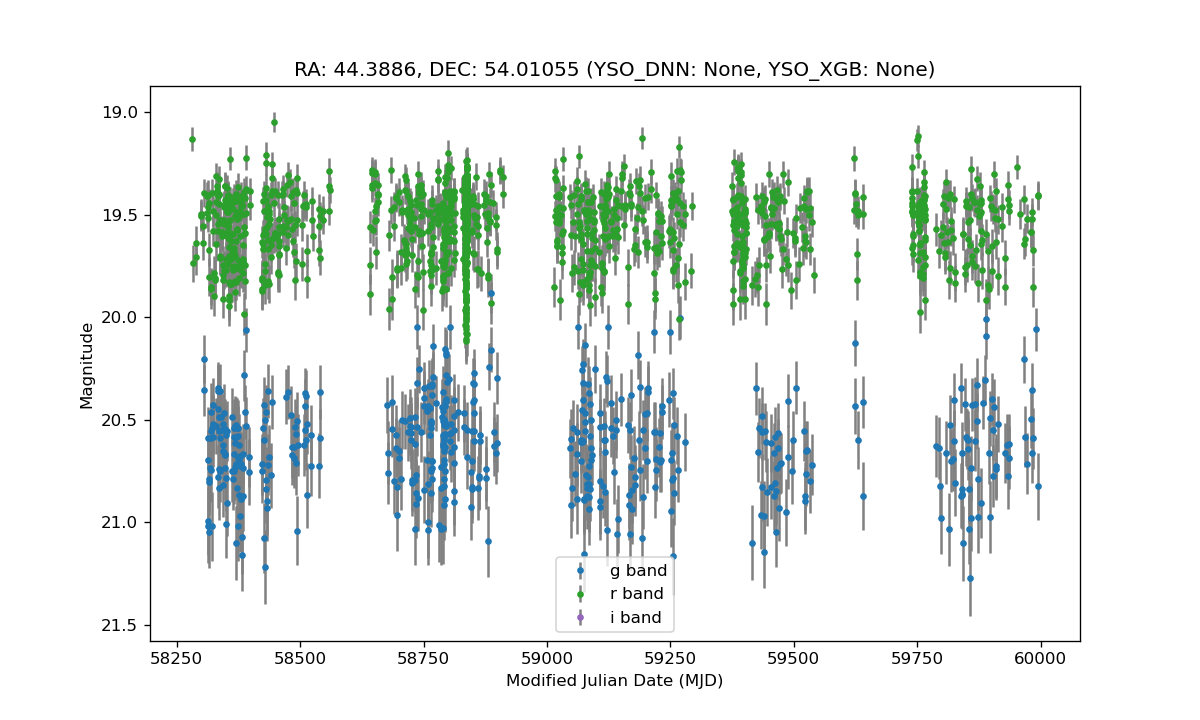 RA: 44.3886, DEC: 54.01055 (YSO_DNN: None, YSO_XGB: None)
19.0
19.5
20.0
20.5
21.0
21.5
Magnitude
g band
r band
i band
58250 58500 58750 59000 59250 59500 59750 60000
Modified Julian Date (MJD)